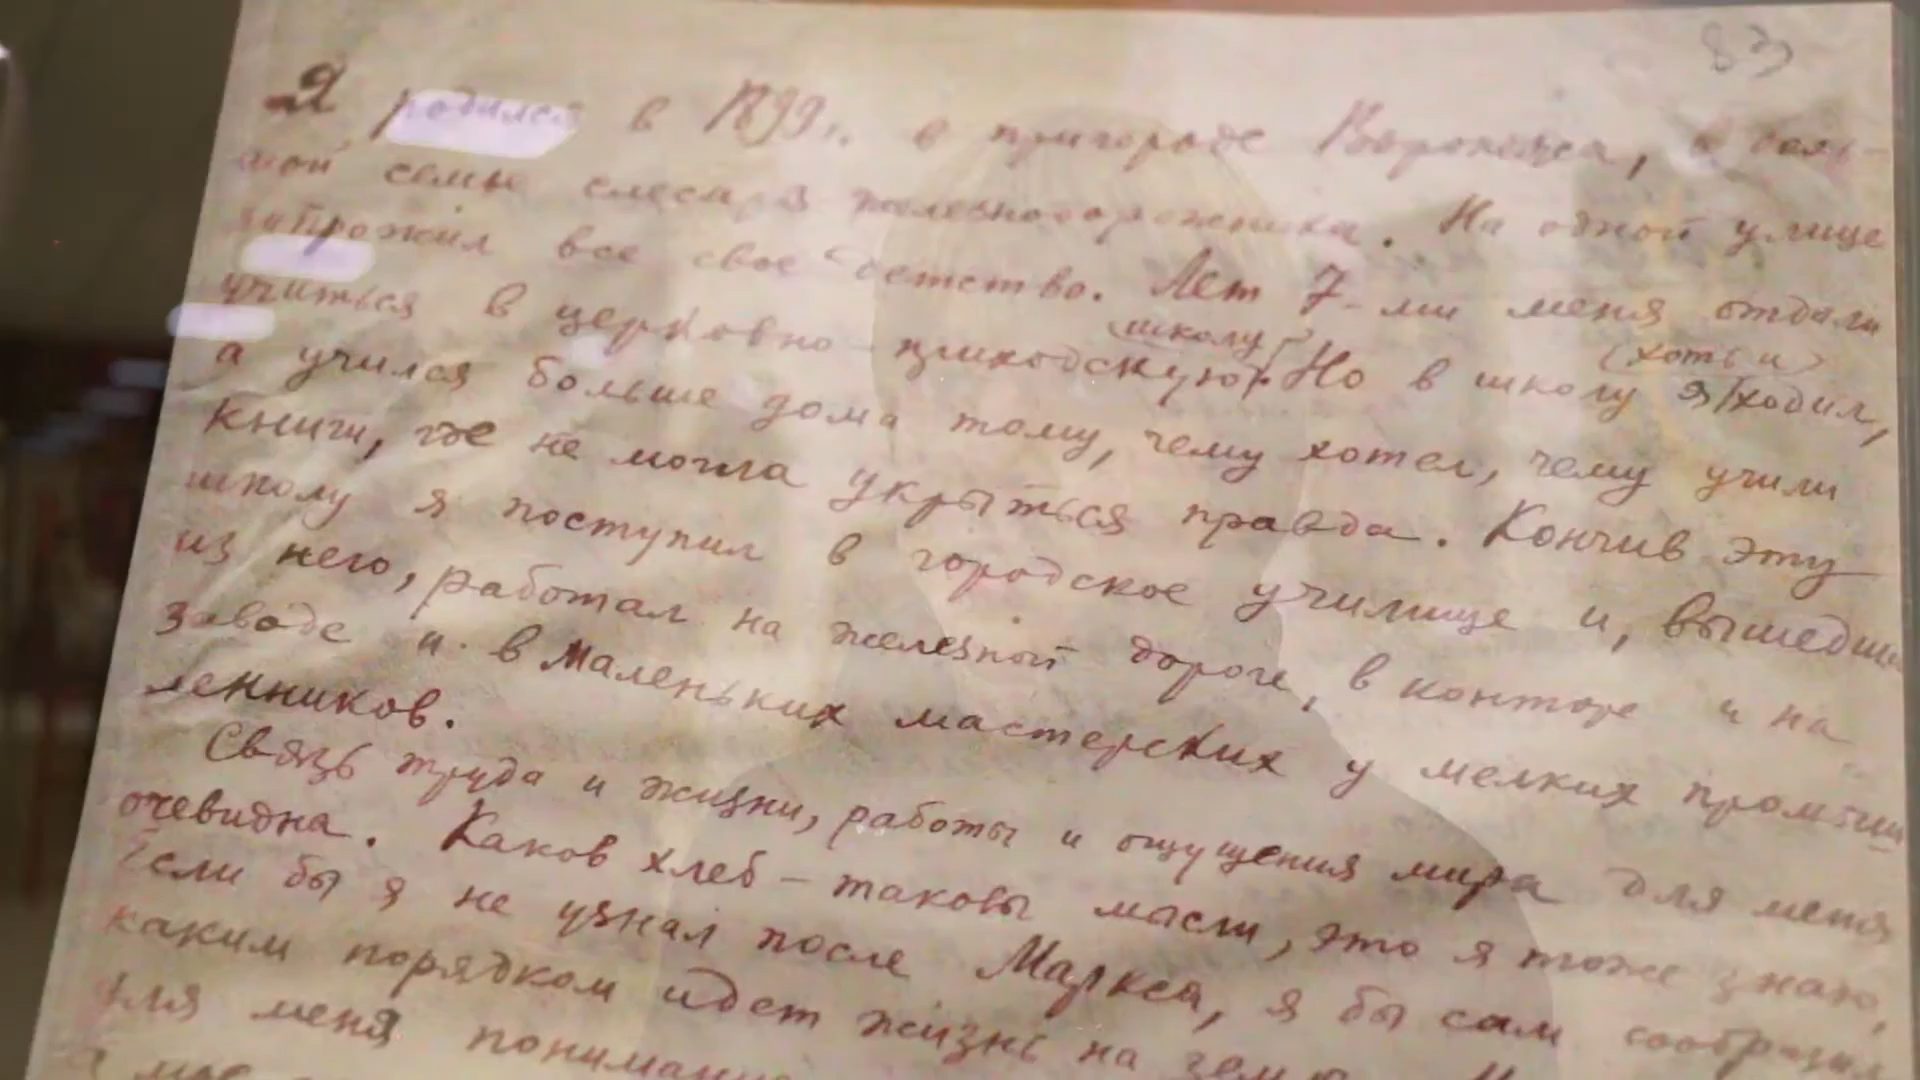 83
Я родился в 1899 г. в пригороде Воронежа, в боль-
шой семье слесаря железнодорожника. На одной улице
я прожил все свое детство. Лет 7-ми меня отдали
учиться в церковно-приходскую школу. Но в школу я (хоть и) ходил,
а учился больше дома тому, чему хотел, чему учили
книги, где не могла укрыться правда. Кончив эту
школу я поступил в городское училище и, вышедши
из него, работал на железной дороге, в конторе и на
заводе и в маленьких мастерских у мелких промыш
ленников.
Связь труда и жизни, работы и ощущения мира для меня
очевидна. Каков хлеб – таковы мысли, это я тоже знаю,
Если бы я не узнал после Маркса, я бы сам сообразил
каким порядком идет жизнь на
для меня
а мне